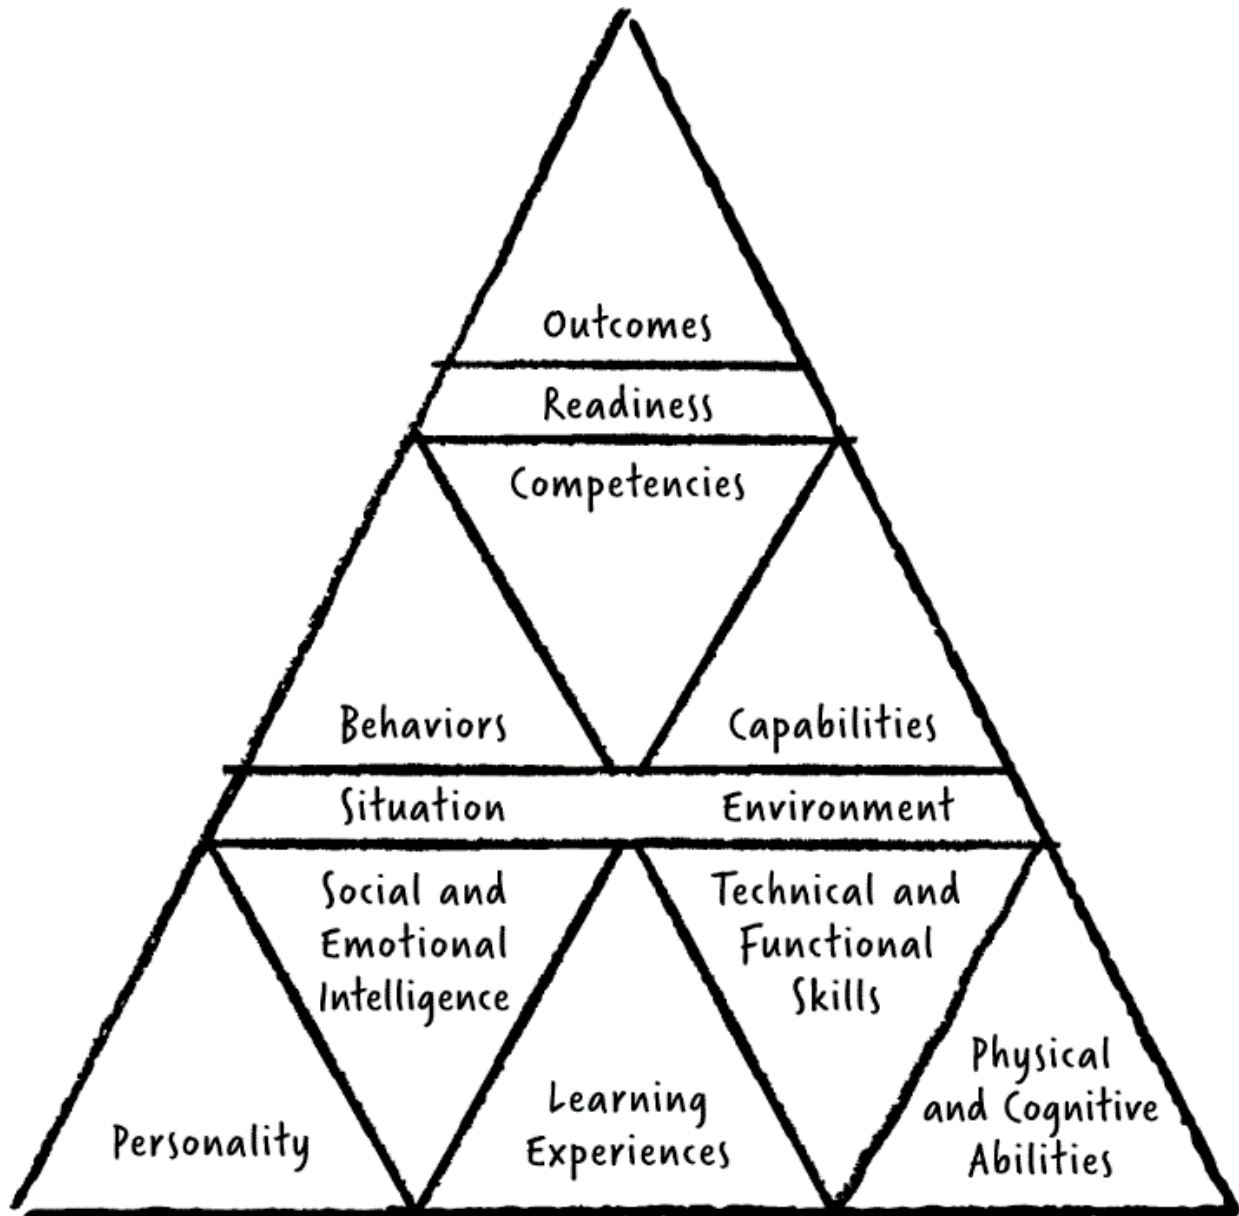 Outcomes
Readiness
Competencies
Behaviors
Capabilities
Situation
Environment
Social and
Emotional
Intelligence
Technical and
Functional
Skills
Personality
Learning
Experiences
Physical
and Cognitive
Abilities